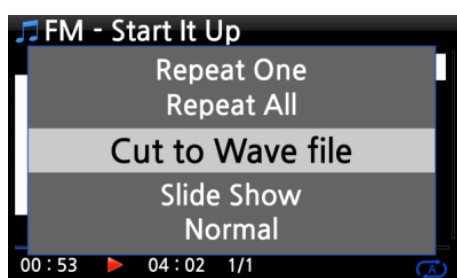 FM - Start It Up
Repeat One
Repeat All
Cut to Wave file
Slide Show
Normal
00 : 53 04 : 02 1/1 A